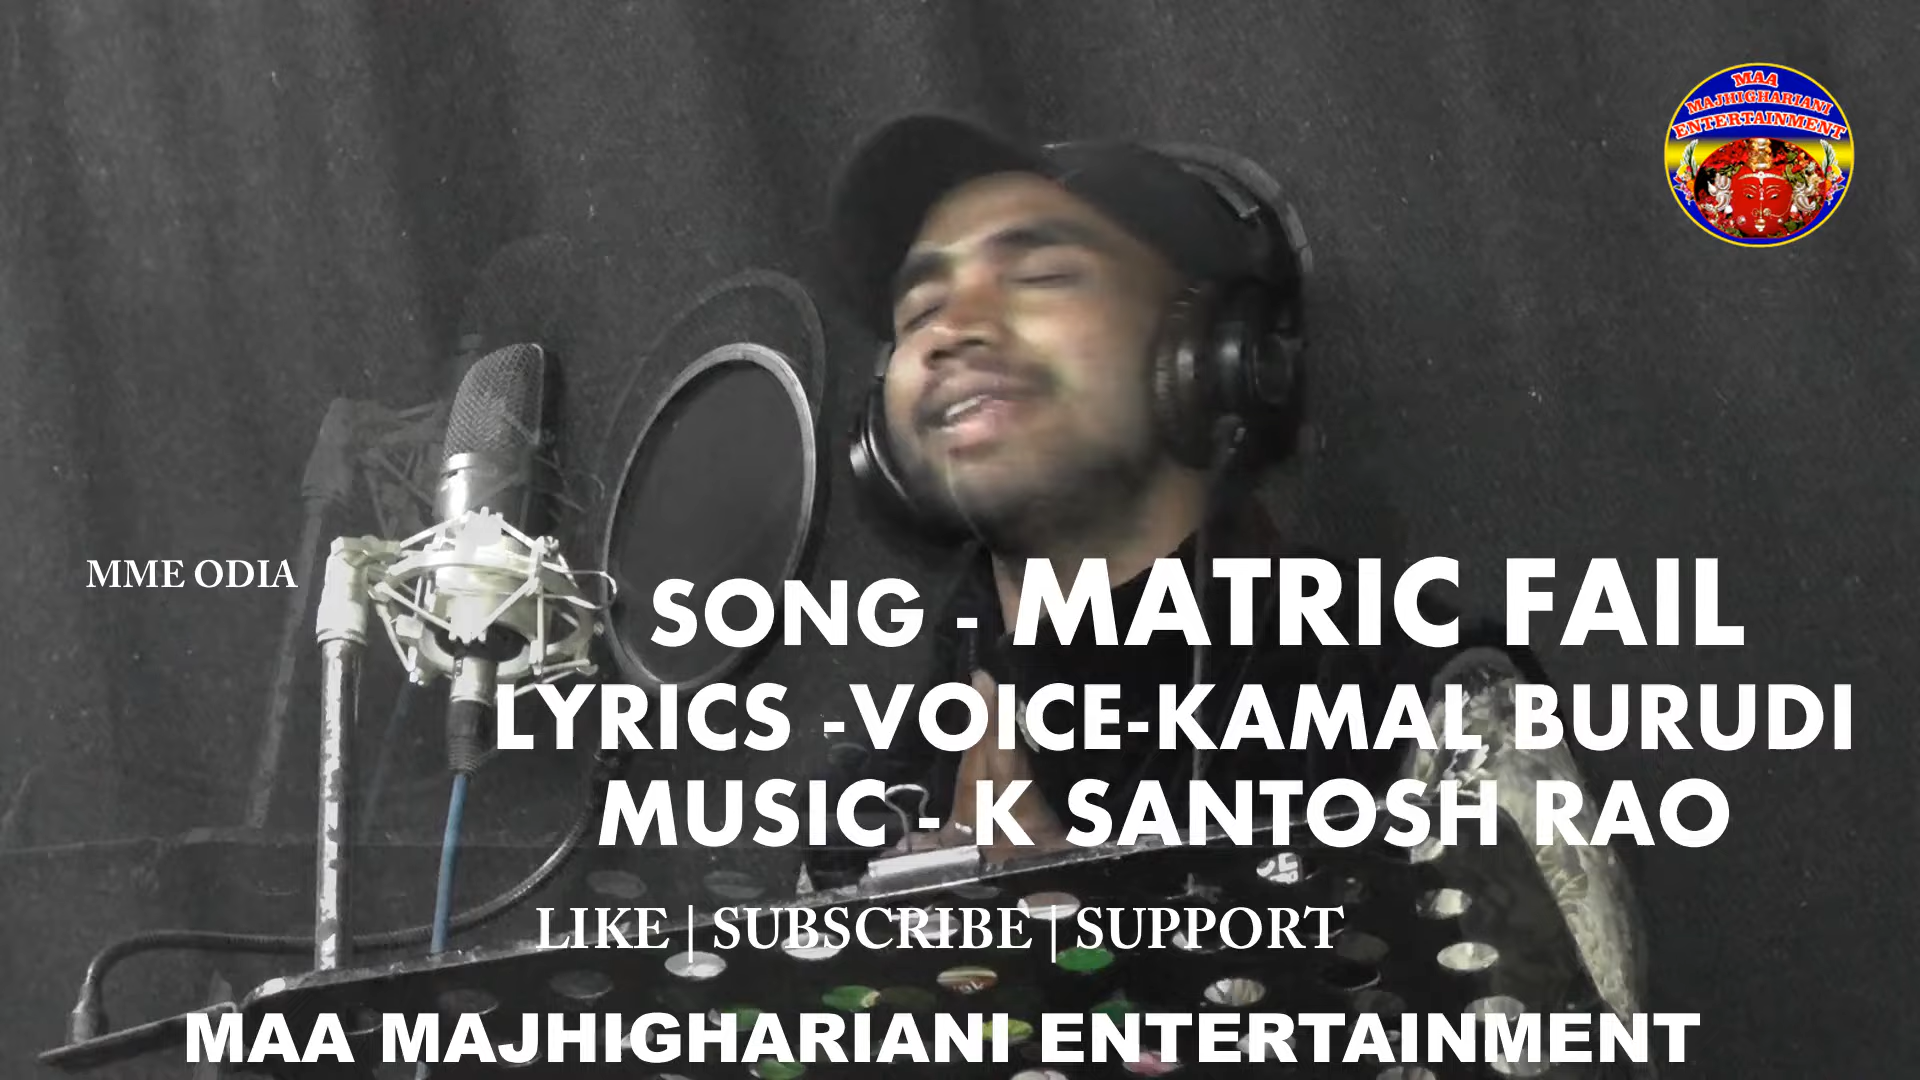 MAA
MAJHIGHARIANI
ENTERTAINMENT
MME ODIA
SONG - MATRIC FAIL
LYRICS -VOICE-KAMAL BURUDI
MUSIC - K SANTOSH RAO
LIKE | SUBSCRIBE | SUPPORT
MAA MAJHIGHARIANI ENTERTAINMENT